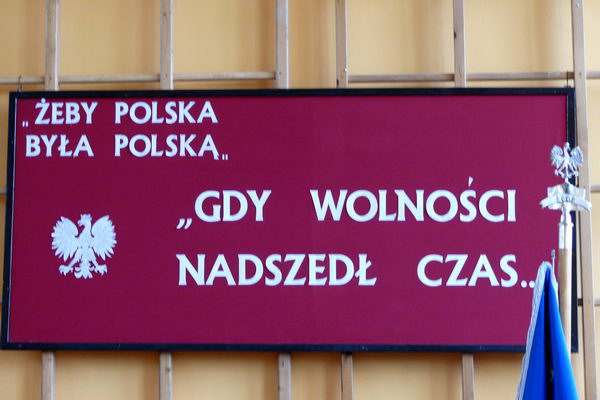 „ŻEBY POLSKA
BYŁA POLSKĄ„
„GDY WOLNOŚCI
NADSZEDŁ CZAS..